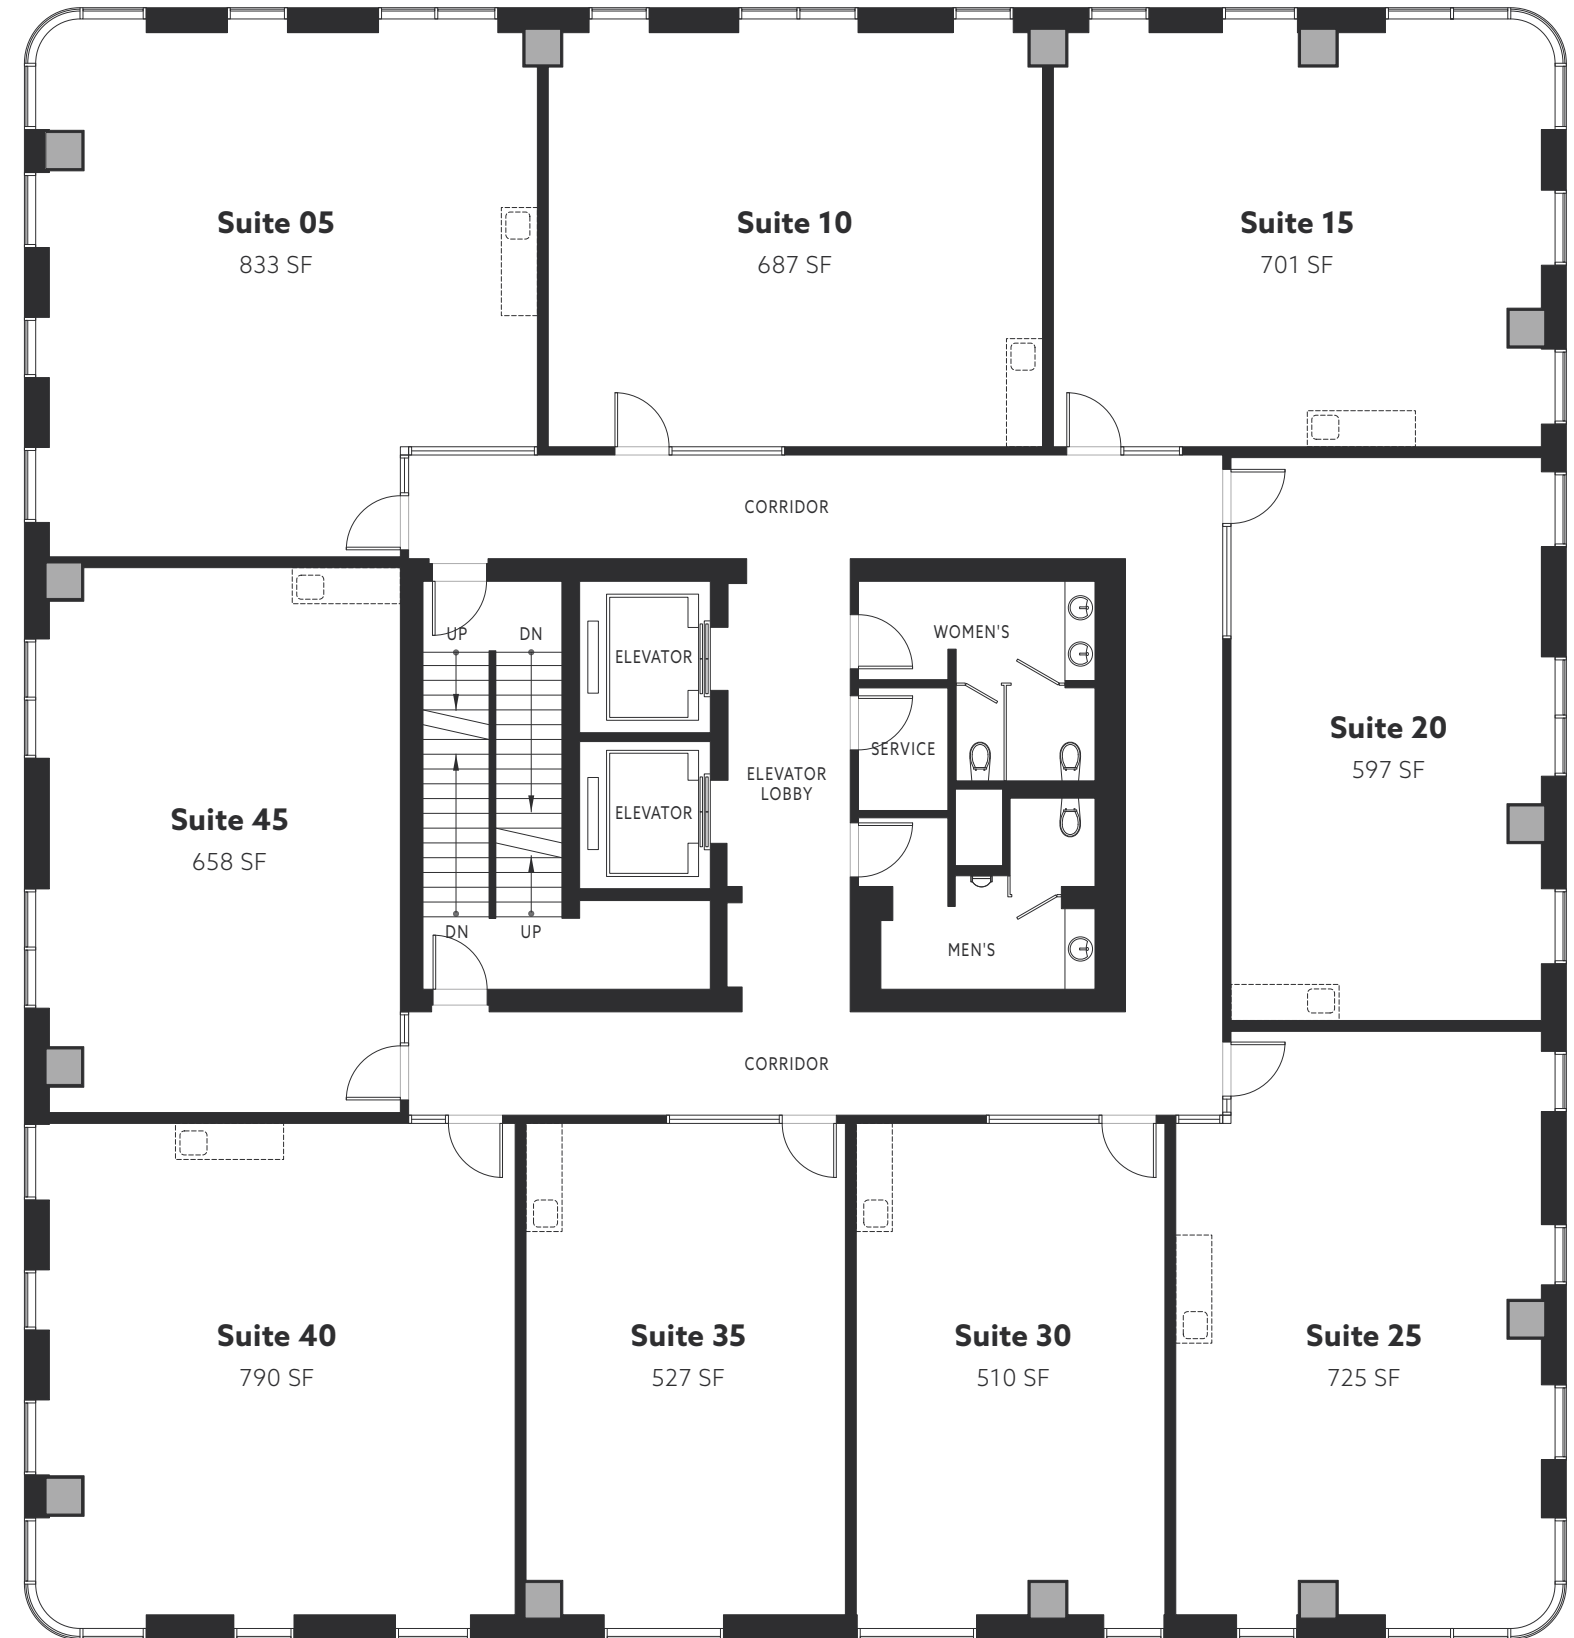 Suite 05
833 SF
Suite 10
687 SF
Suite 15
701 SF
CORRIDOR
UP
DN
ELEVATOR
WOMEN'S
SERVICE
ELEVATOR
LOBBY
ELEVATOR
Suite 20
597 SF
Suite 45
658 SF
DN
UP
MEN'S
CORRIDOR
Suite 40
790 SF
Suite 35
527 SF
Suite 30
510 SF
Suite 25
725 SF